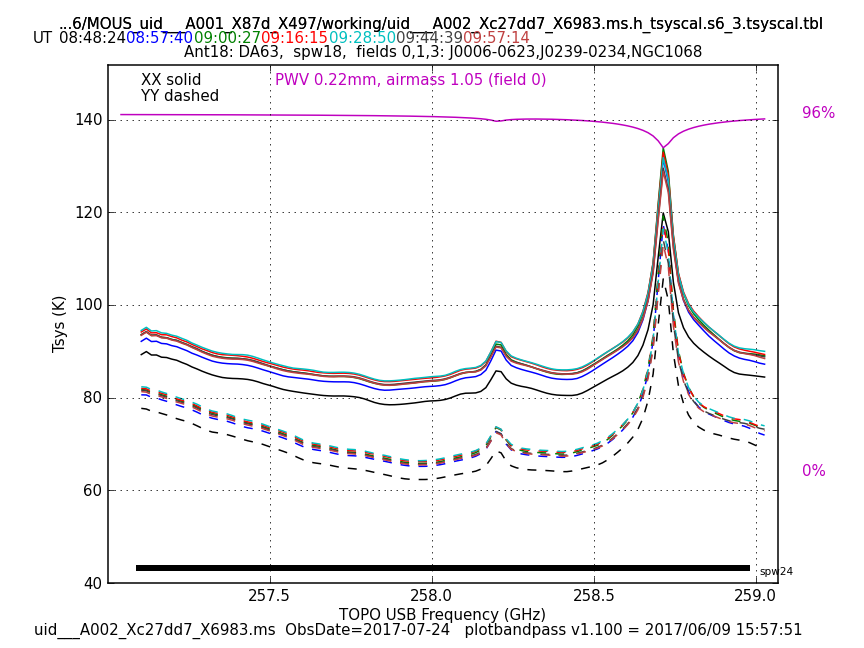 ...6/MOUS_uid___A001_X87d_X497/working/uid___A002_Xc27dd7_X6983.ms.h_tsyscal.s6_3.tsyscal.tbl
UT 08:48:24 08:57:40 09:00:27 09:16:15 09:28:50 09:44:39 09:57:14
Ant18: DA63, spw18, fields 0,1,3: J0006-0623,J0239-0234,NGC1068
XX solid
PWV 0.22mm, airmass 1.05 (field 0)
YY dashed
96%
140
120
100
80
60
40
0%
Tsys (K)
spw24
257.5 258.0 258.5 259.0
TOPO USB Frequency (GHz)
uid___A002_Xc27dd7_X6983.ms ObsDate=2017-07-24 plotbandpass v1.100 = 2017/06/09 15:57:51